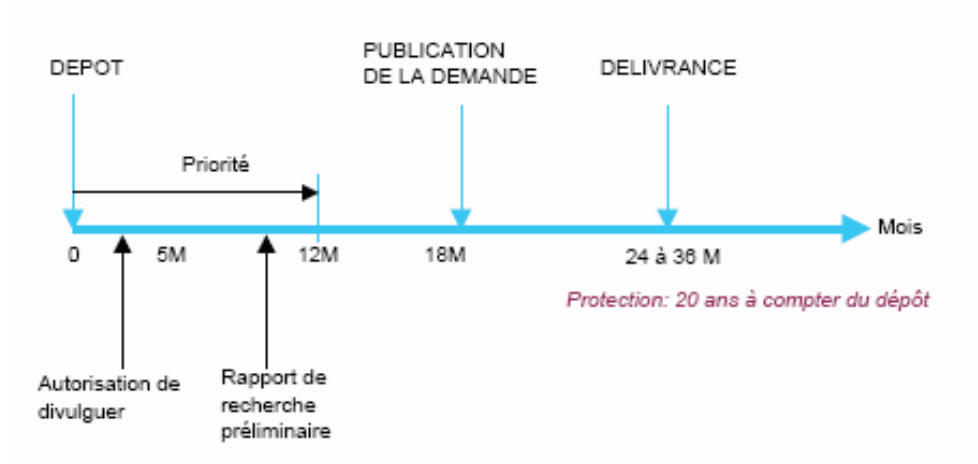 PUBLICATION
DE LA DEMANDE
DEPOT
DELIVRANCE
Priorité
Mois
0
5M
12M
18M
24 à 36 M
Protection: 20 ans à compter du dépôt
Autorisation de
divulguer
Rapport de
recherche
préliminaire